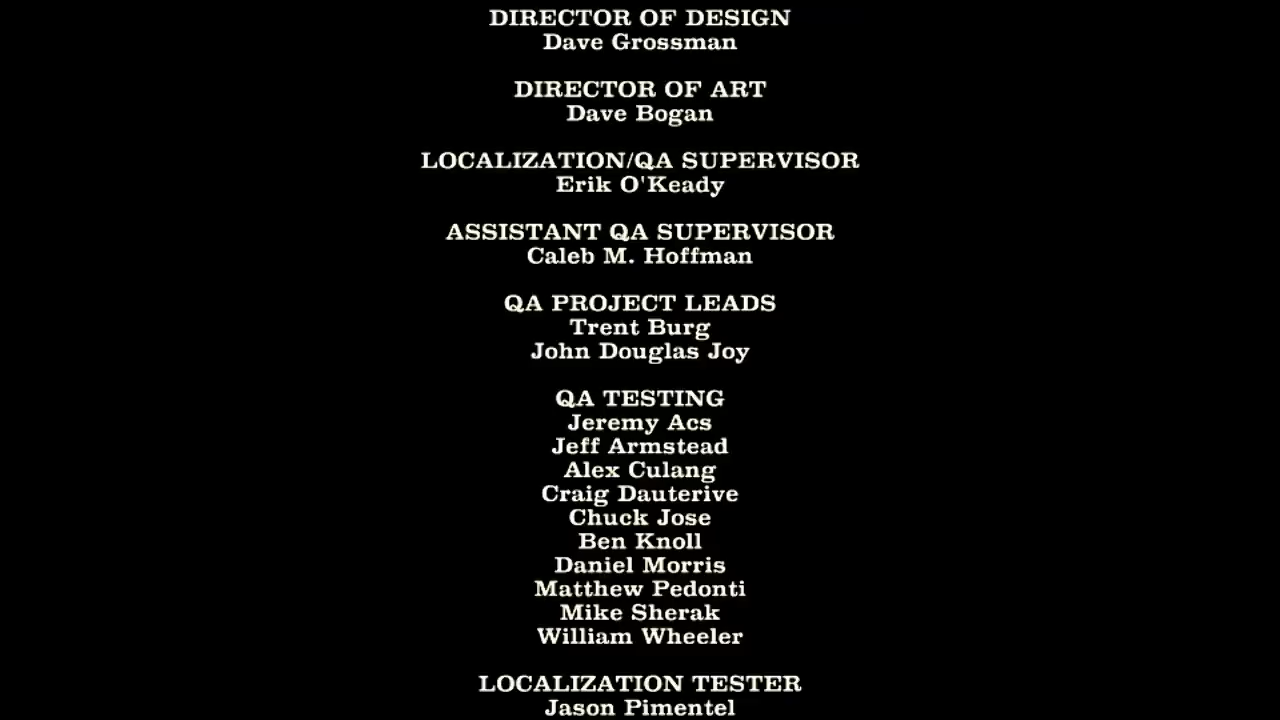 DIRECTOR OF DESIGN
Dave Grossman
DIRECTOR OF ART
Dave Bogan
LOCALIZATION/QA SUPERVISOR
Erik O'Keady
ASSISTANT QA SUPERVISOR
Caleb M. Hoffman
QA PROJECT LEADS
Trent Burg
John Douglas Joy
QA TESTING
Jeremy Acs
Jeff Armstead
Alex Culang
Craig Dauterive
Chuck Jose
Ben Knoll
Daniel Morris
Matthew Pedonti
Mike Sherak
William Wheeler
LOCALIZATION TESTER
Jason Pimentel